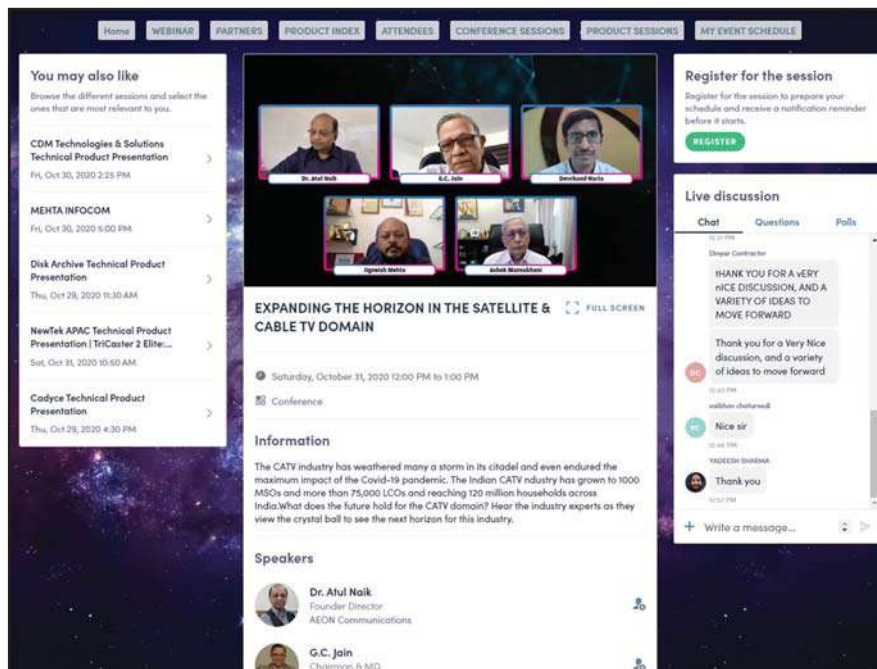 Home WEBINAR PARTNERS PRODUCT INDEX ATTENDEES CONFERENCE SESSIONS PRODUCT SESSIONS MY EVENT SCHEDULE
You may also like
Browse the different sessions and select the
ones that are most relevant to you.
CDM Technologies & Solutions
Technical Product Presentation
Fri, Oct 30, 2020 2:25 PM
MEHTA INFOCOM
Fri, Oct 30, 2020 5:00 PM
Disk Archive Technical Product
Presentation
Thu, Oct 29, 2020 11:30 AM
NewTek APAC Technical Product
Presentation | TriCaster 2 Elite:...
Sat, Oct 31, 2020 10:50 AM
Cadyce Technical Product
Presentation
Thu, Oct 29, 2020 4:30 PM
Dr. Atul Naik
G.C. Jain
Devchand Naria
Jignesh Mehta
Ashok Mansukhani
EXPANDING THE HORIZON IN THE SATELLITE &
CABLE TV DOMAIN
FULL SCREEN
Saturday, October 31, 2020 12:00 PM to 1:00 PM
Conference
Information
The CATV industry has weathered many a storm in its citadel and even endured the
maximum impact of the Covid-19 pandemic. The Indian CATV ndustry has grown to 1000
MSOs and more than 75,000 LCOs and reaching 120 million households across
India.What does the future hold for the CATV domain? Hear the industry experts as they
view the crystal ball to see the next horizon for this industry.
Speakers
Dr. Atul Naik
Founder Director
AEON Communications
G.C. Jain
Chairman & MD
Register for the session
Register for the session to prepare your
schedule and receive a notification reminder
before it starts.
REGISTER
Live discussion
Chat Questions Polls
12:21 PM
Dinyar Contractor
tHANK YOU FOR A vERY
nICE DISCUSSION, AND A
VARIETY OF IDEAS TO
MOVE FORWARD
Thank you for a Very Nice
discussion, and a variety
of ideas to move forward
DC
vaibhav chaturvedi
VC
Nice sir
YADEESH SHARMA
Thank you
12:57 PM
Write a message...